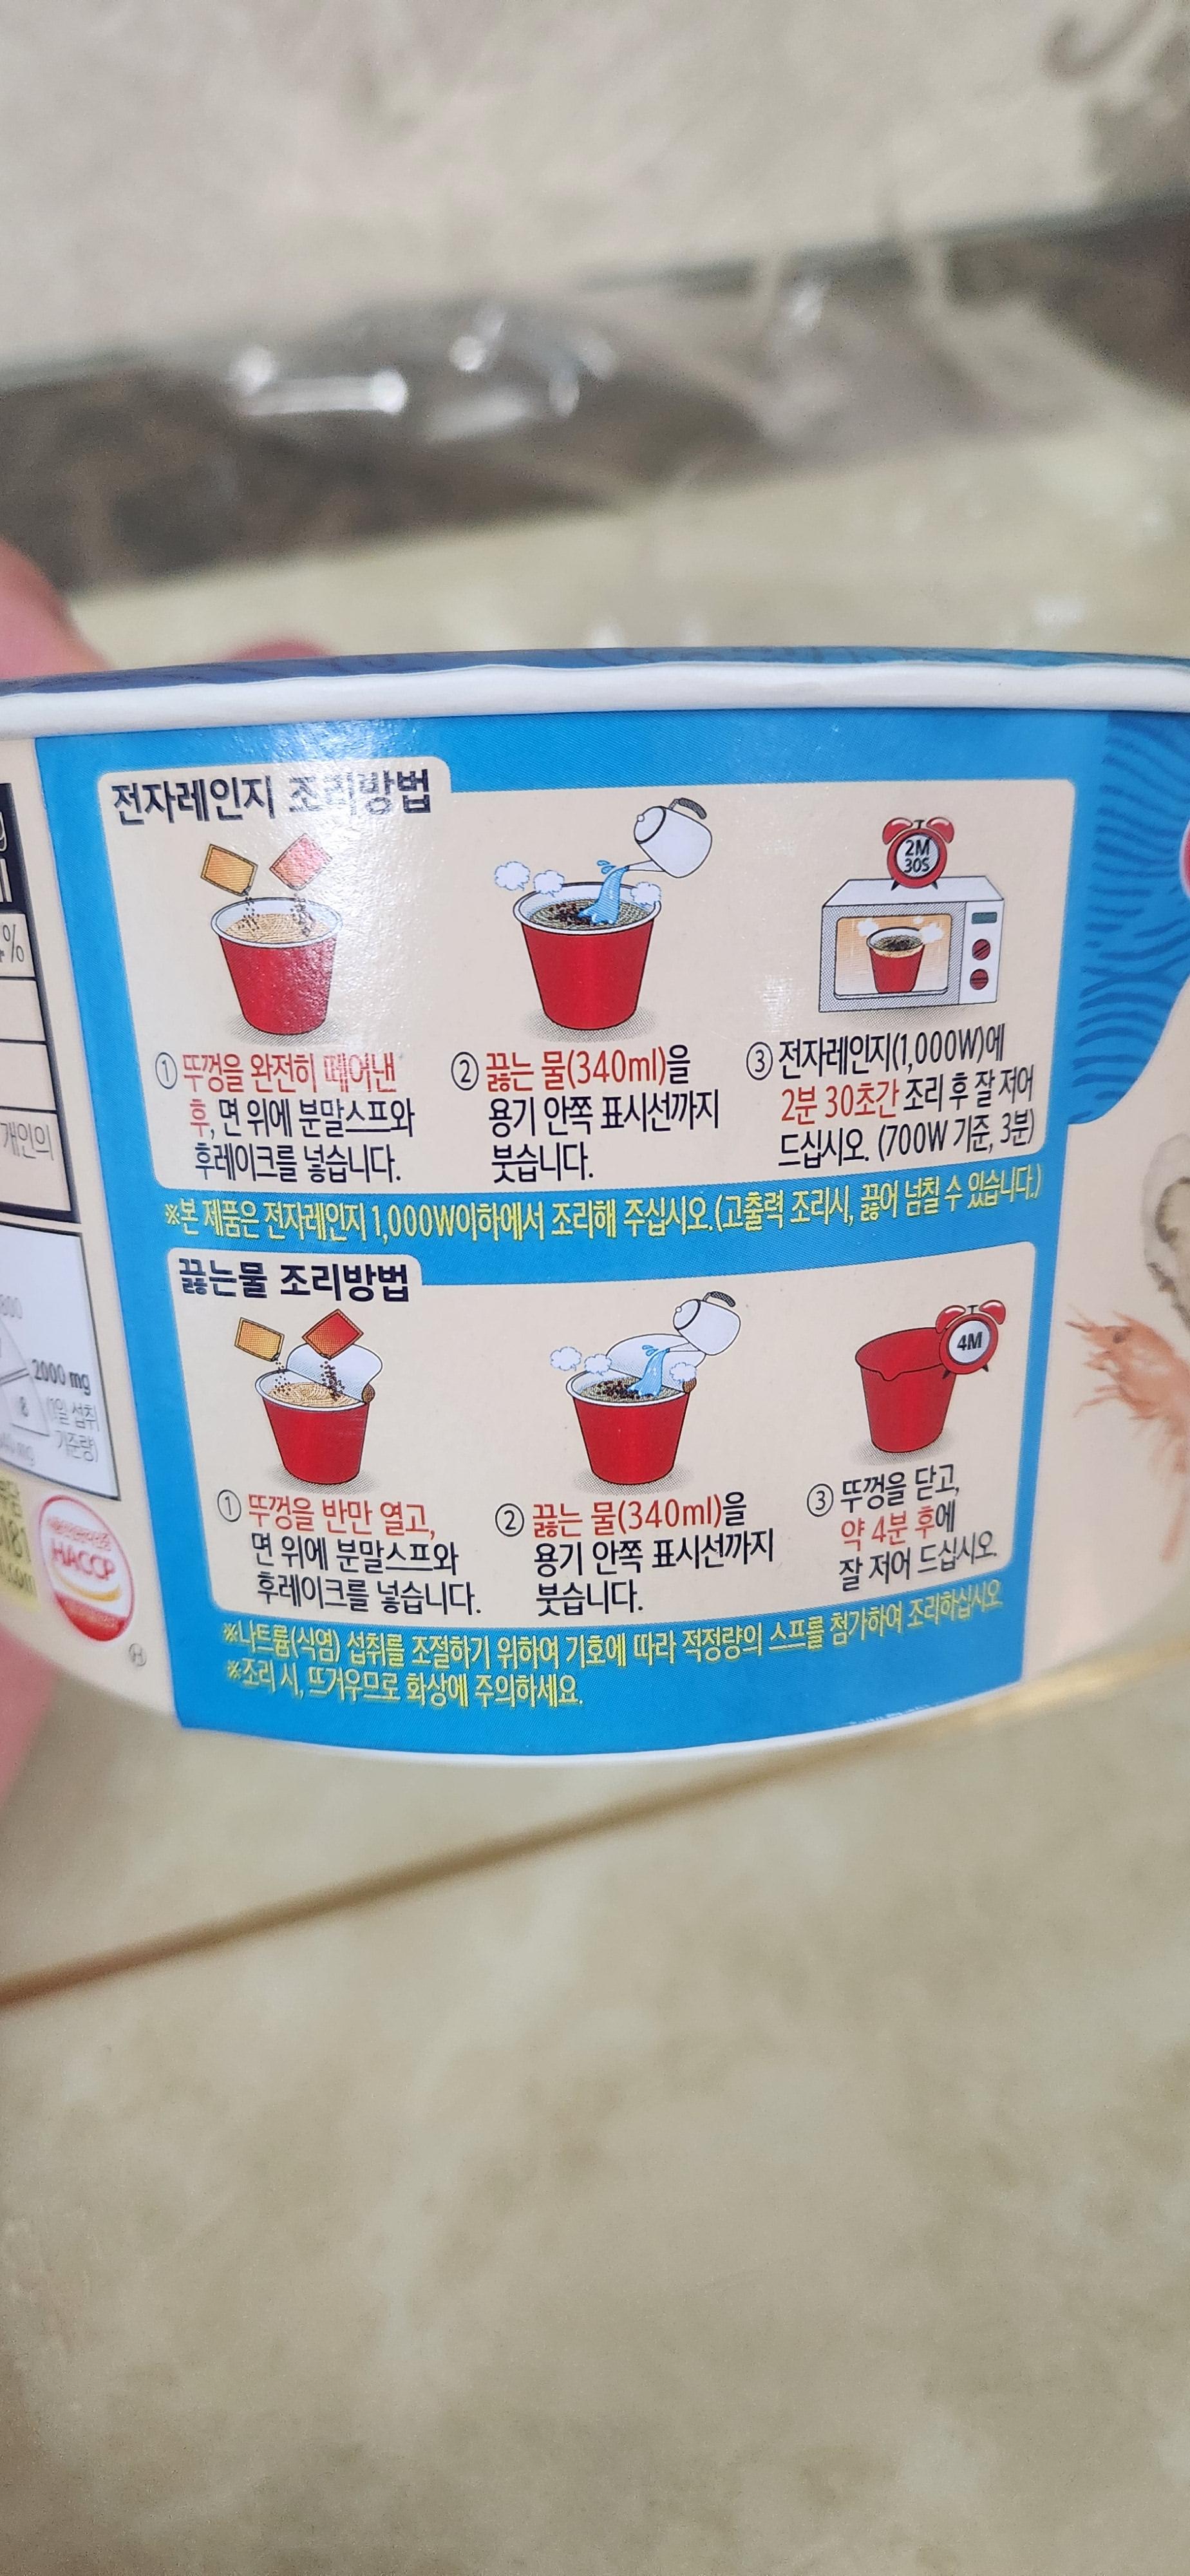 전자레인지 조리방법
2M
30S
① 뚜껑을 완전히 떼어낸
후, 면 위에 분말스프와
후레이크를 넣습니다.
② 끓는 물(340ml)을
용기 안쪽 표시선까지
붓습니다.
③ 전자레인지(1,000W)에
2분 30초간 조리 후 잘 저어
드십시오. (700W 기준, 3분)
※본 제품은 전자레인지 1,000W이하에서 조리해 주십시오.(고출력 조리시, 끓어 넘칠 수 있습니다.)
끓는물 조리방법
4M
① 뚜껑을 반만 열고,
면 위에 분말스프와
후레이크를 넣습니다.
② 끓는 물(340ml)을
용기 안쪽 표시선까지
붓습니다.
③ 뚜껑을 닫고,
약 4분 후에
잘 저어 드십시오.
※나트륨(식염) 섭취를 조절하기 위하여 기호에 따라 적정량의 스프를 첨가하여 조리하십시오.
※조리 시, 뜨거우므로 화상에 주의하세요.
%
개인의
2000 mg
(1일 섭취
기준량)
HACCP